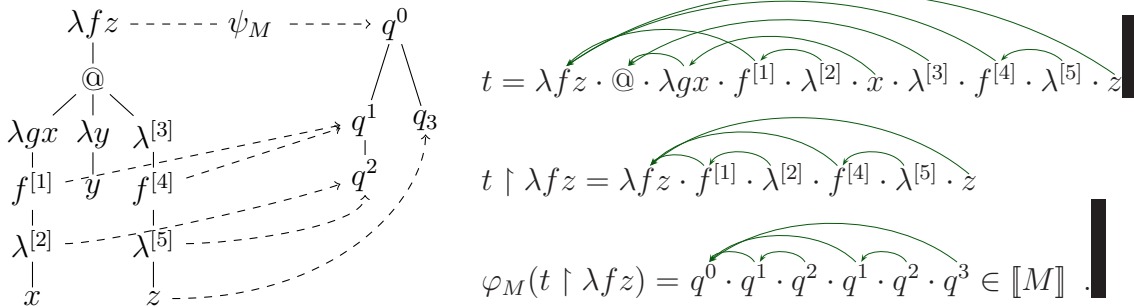 λfz ψ_M q^0
@
λgx λy λ^[3] q^1 q_3
f^[1] y f^[4] q^2
λ^[2] λ^[5]
x z
t = λfz · @ · λgx · f^[1] · λ^[2] · x · λ^[3] · f^[4] · λ^[5] · z
t ↾ λfz = λfz · f^[1] · λ^[2] · f^[4] · λ^[5] · z
φ_M(t ↾ λfz) = q^0 · q^1 · q^2 · q^1 · q^2 · q^3 ∈ ⟦M⟧ .